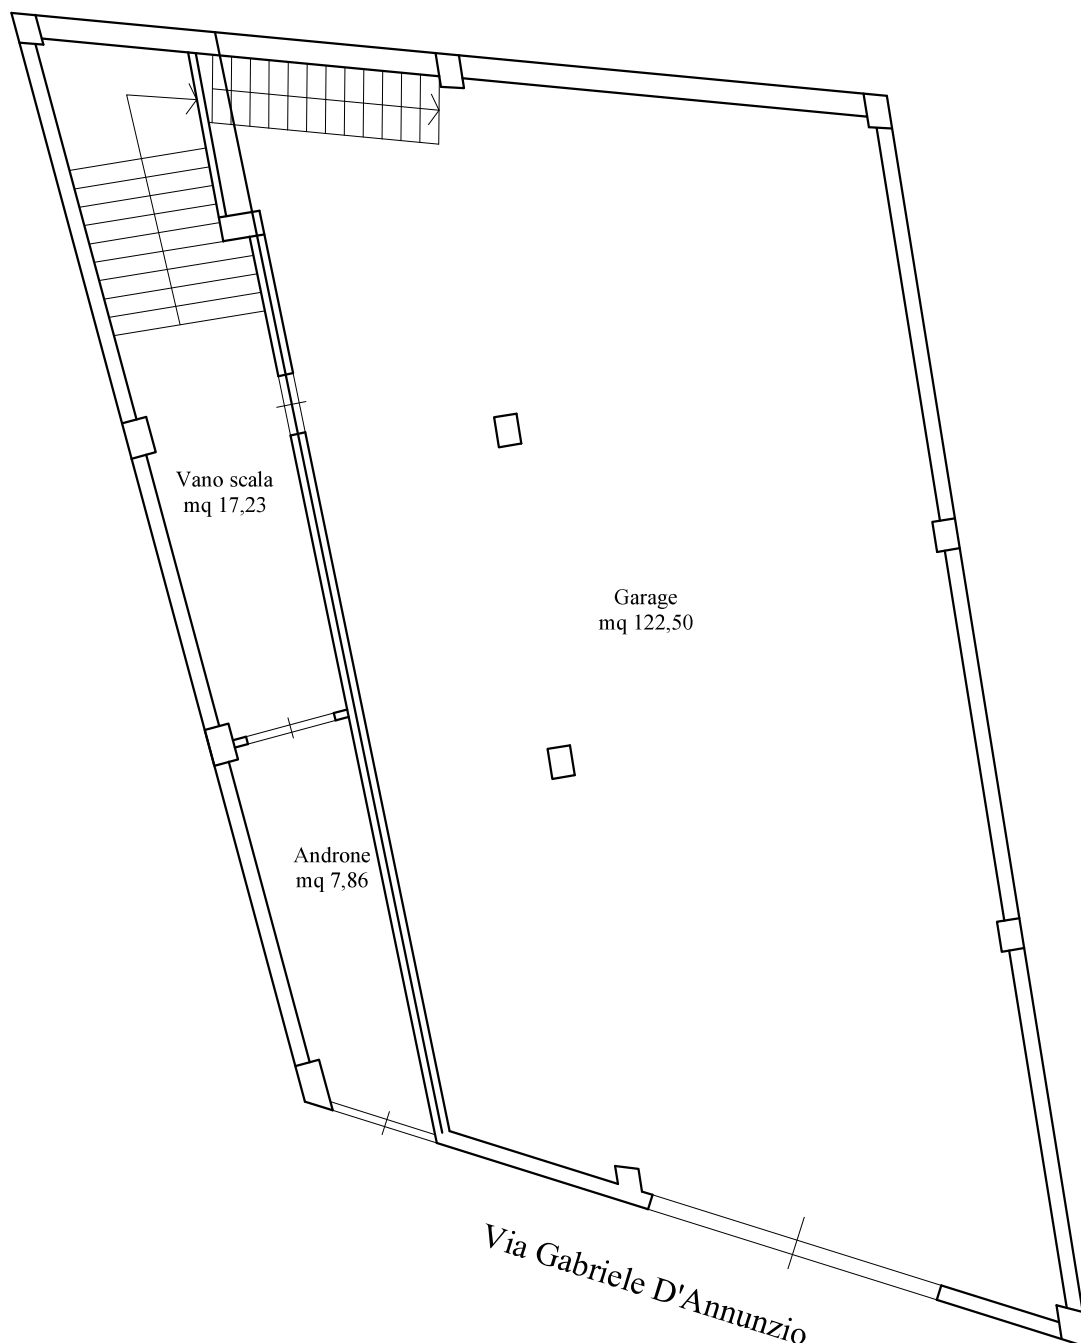 Vano scala
mq 17,23
Garage
mq 122,50
Androne
mq 7,86
Via Gabriele D'Annunzio